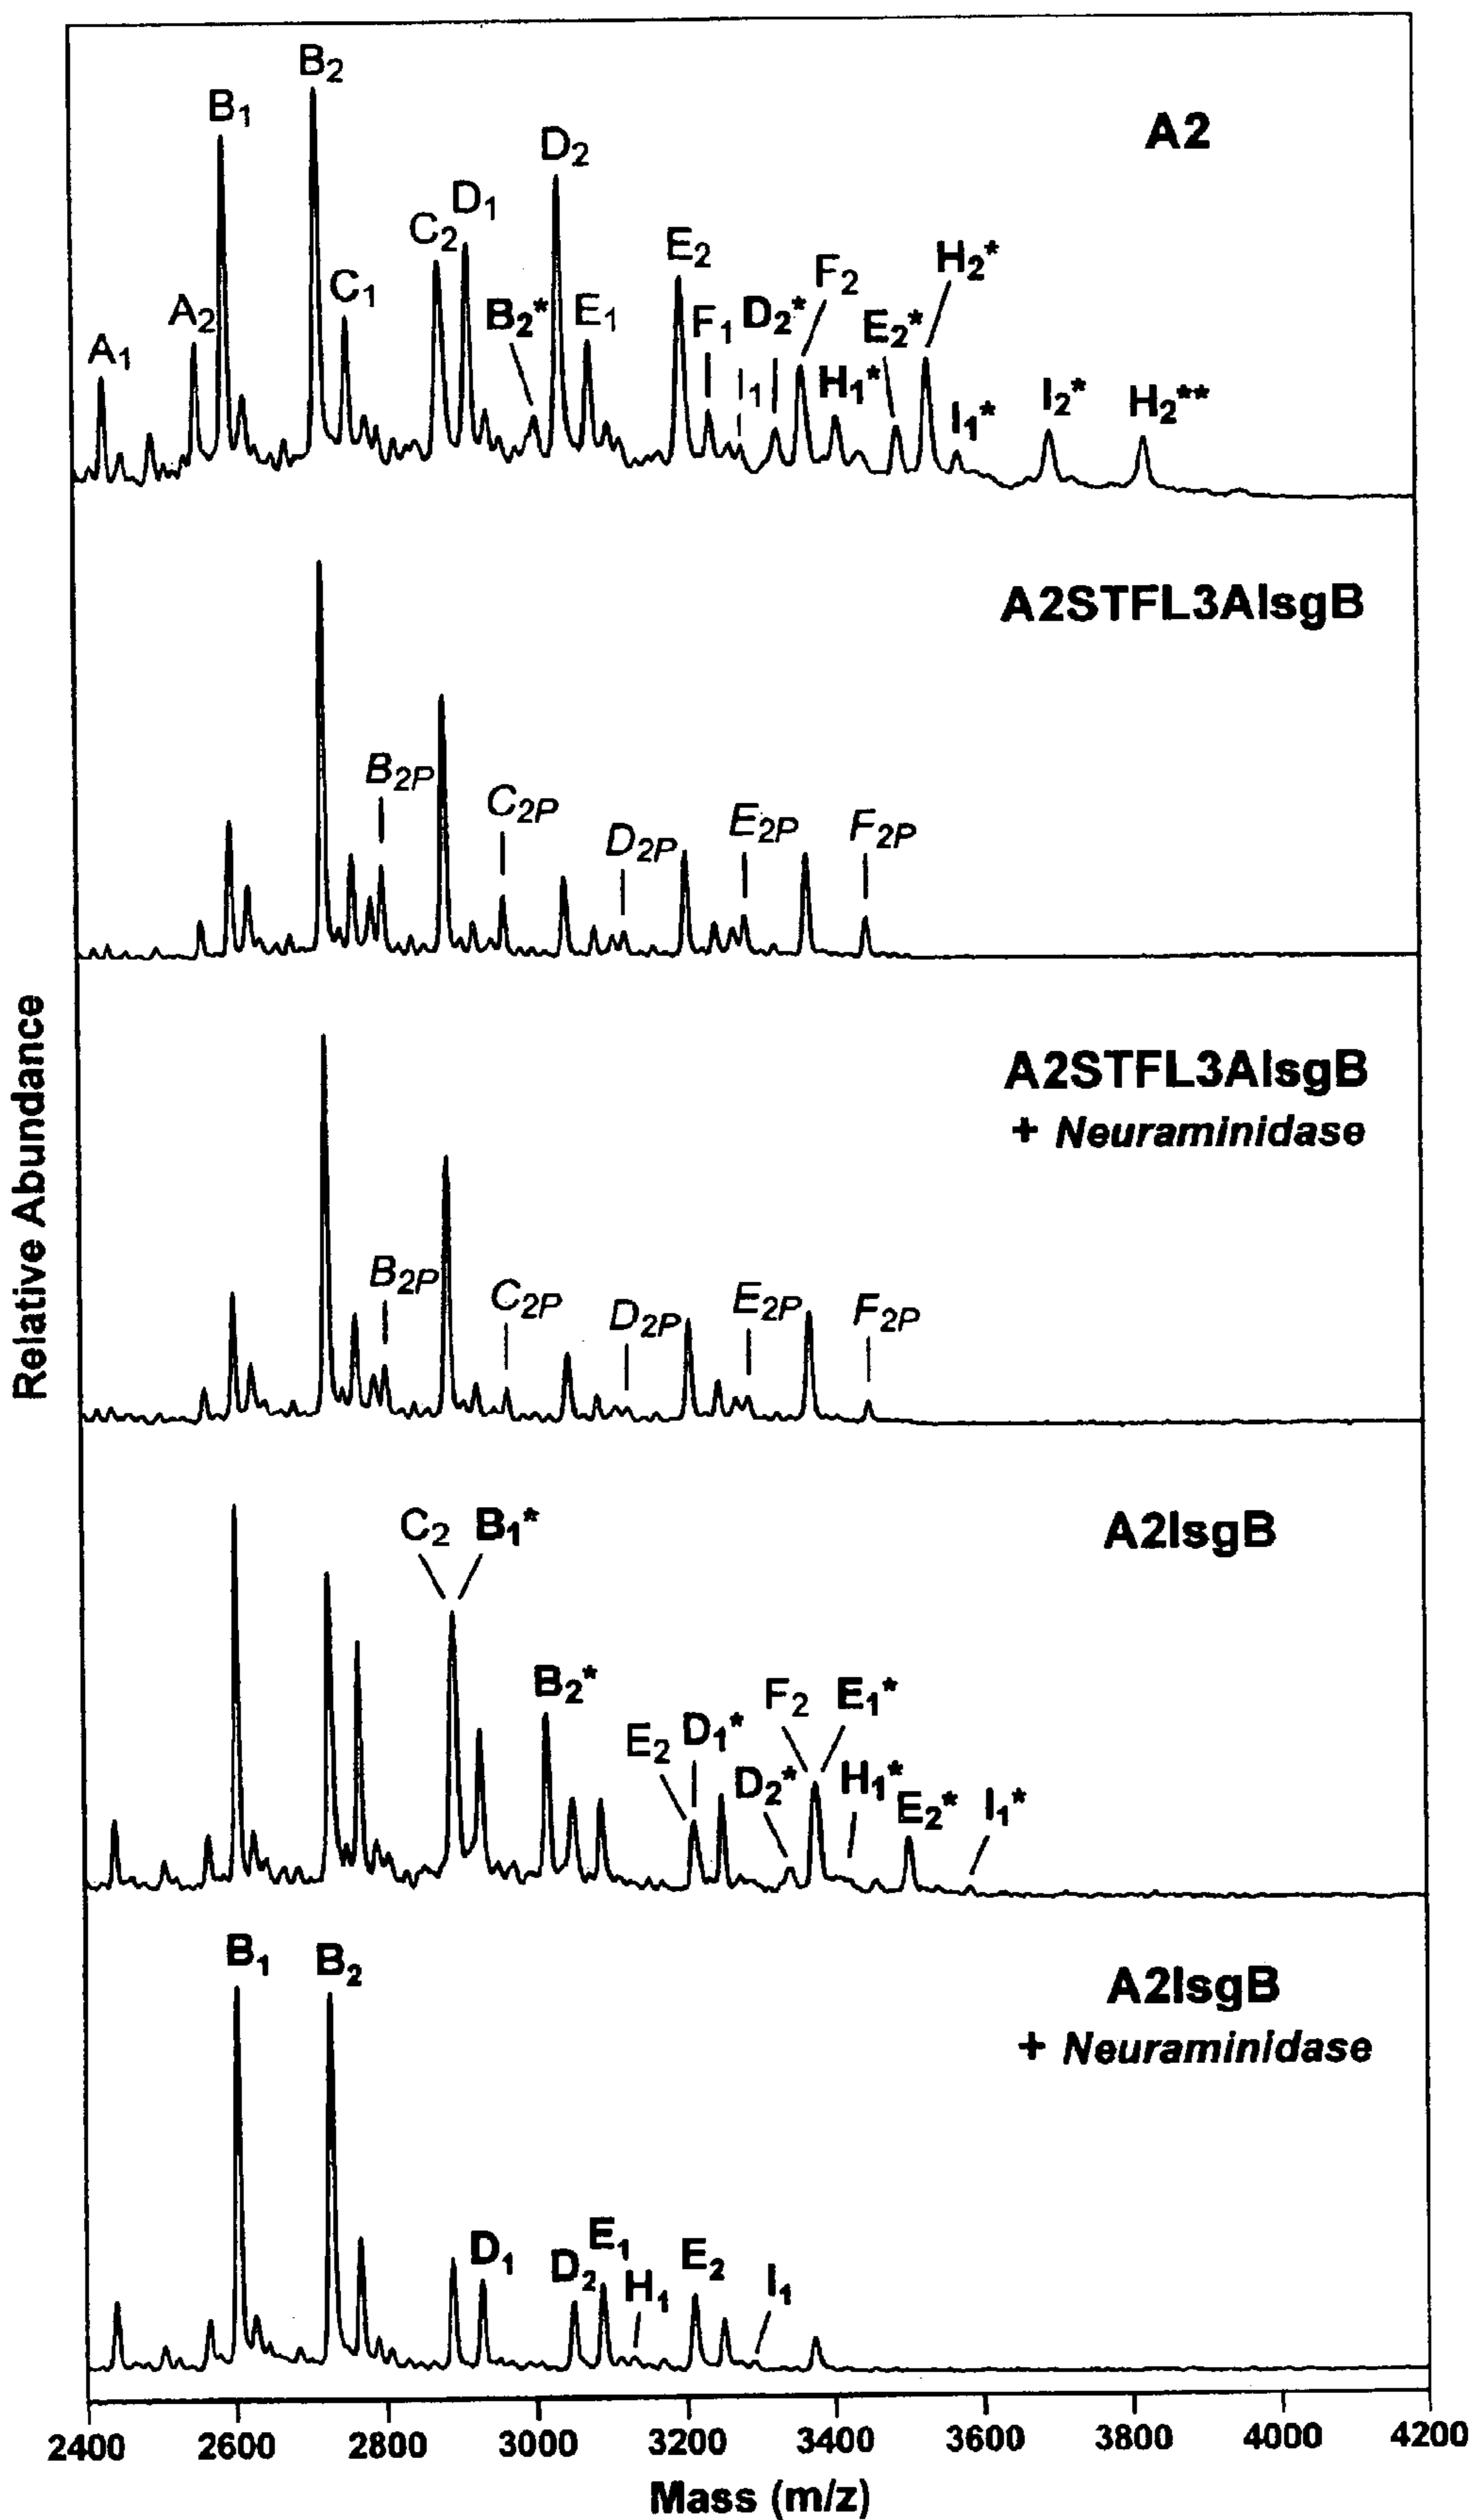 B₂
B₁
A2
D₂
D₁
C₂
E₂
H₂*
F₂
C₁
B₂*
E₁
A₂
F₁
D₂*
E₂*
A₁
1
H₁*
I₁*
I₂*
H₂**
A2STFL3AlsgB
B₂P
C₂P
D₂P
E₂P
F₂P
A2STFL3AlsgB
+ Neuraminidase
B₂P
C₂P
D₂P
E₂P
F₂P
Relative Abundance
A2lsgB
C₂ B₁*
B₂*
E₂ D₁*
F₂ E₁*
D₂* H₁*
E₂* I₁*
A2lsgB
+ Neuraminidase
B₁ B₂
D₁
D₂ E₁
H₁ E₂
I₁
2400 2600 2800 3000 3200 3400 3600 3800 4000 4200
Mass (m/z)